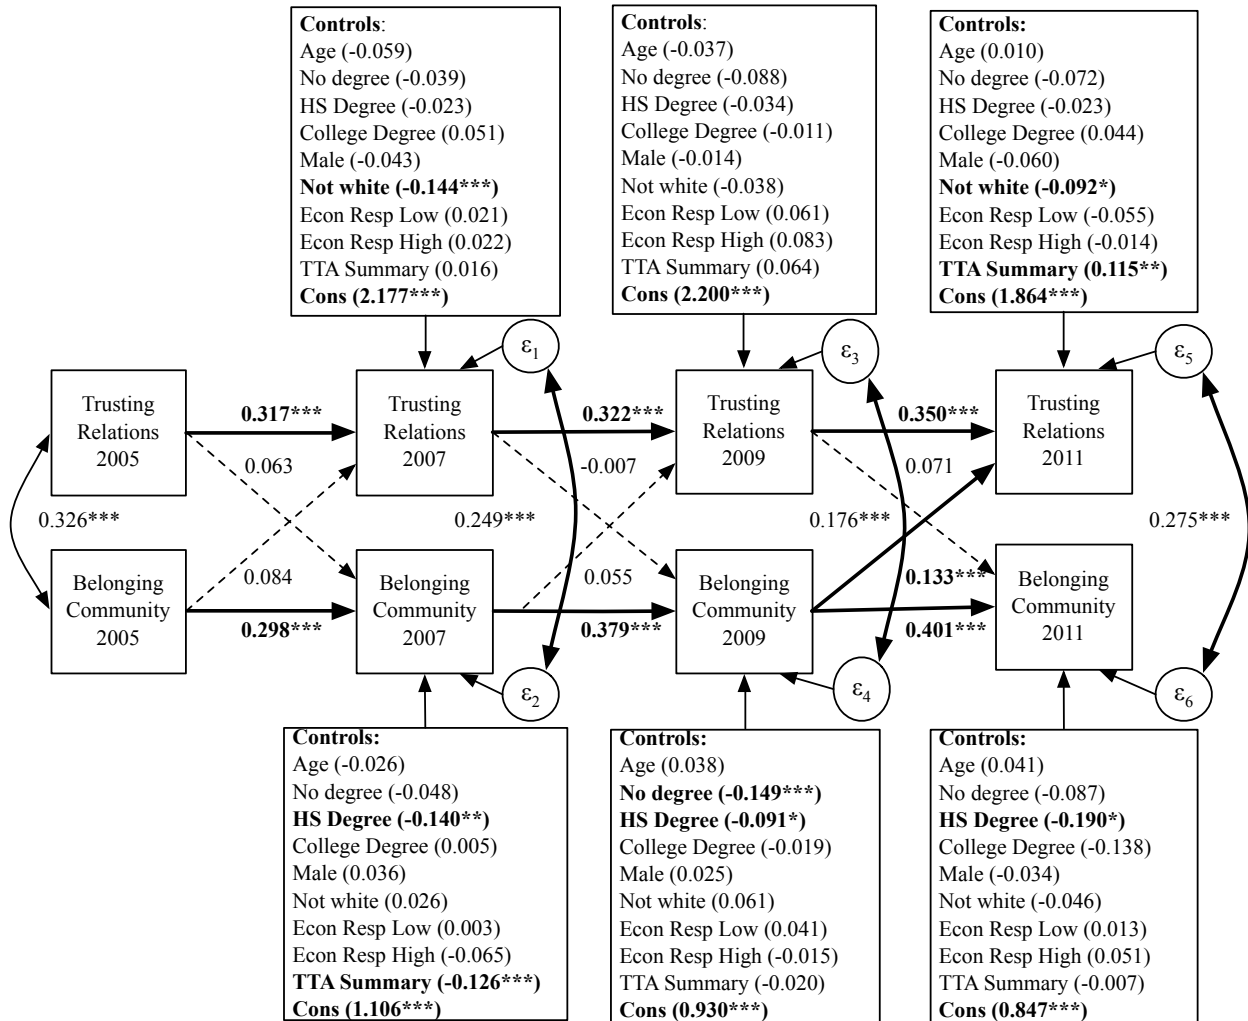 Controls:
Age (-0.059)
No degree (-0.039)
HS Degree (-0.023)
College Degree (0.051)
Male (-0.043)
Not white (-0.144***)
Econ Resp Low (0.021)
Econ Resp High (0.022)
TTA Summary (0.016)
Cons (2.177***)
Controls:
Age (-0.037)
No degree (-0.088)
HS Degree (-0.034)
College Degree (-0.011)
Male (-0.014)
Not white (-0.038)
Econ Resp Low (0.061)
Econ Resp High (0.083)
TTA Summary (0.064)
Cons (2.200***)
Controls:
Age (0.010)
No degree (-0.072)
HS Degree (-0.023)
College Degree (0.044)
Male (-0.060)
Not white (-0.092*)
Econ Resp Low (-0.055)
Econ Resp High (-0.014)
TTA Summary (0.115**)
Cons (1.864***)
ε1
ε3
ε5
Trusting
Relations
2005
0.317***
0.063
Trusting
Relations
2007
0.322***
-0.007
Trusting
Relations
2009
0.350***
0.071
Trusting
Relations
2011
0.326***
0.249***
0.176***
0.275***
Belonging
Community
2005
0.084
0.298***
Belonging
Community
2007
0.055
0.379***
Belonging
Community
2009
0.133***
0.401***
Belonging
Community
2011
ε2
ε4
ε6
Controls:
Age (-0.026)
No degree (-0.048)
HS Degree (-0.140**)
College Degree (0.005)
Male (0.036)
Not white (0.026)
Econ Resp Low (0.003)
Econ Resp High (-0.065)
TTA Summary (-0.126***)
Cons (1.106***)
Controls:
Age (0.038)
No degree (-0.149***)
HS Degree (-0.091*)
College Degree (-0.019)
Male (0.025)
Not white (0.061)
Econ Resp Low (0.041)
Econ Resp High (-0.015)
TTA Summary (-0.020)
Cons (0.930***)
Controls:
Age (0.041)
No degree (-0.087)
HS Degree (-0.190*)
College Degree (-0.138)
Male (-0.034)
Not white (-0.046)
Econ Resp Low (0.013)
Econ Resp High (0.051)
TTA Summary (-0.007)
Cons (0.847***)